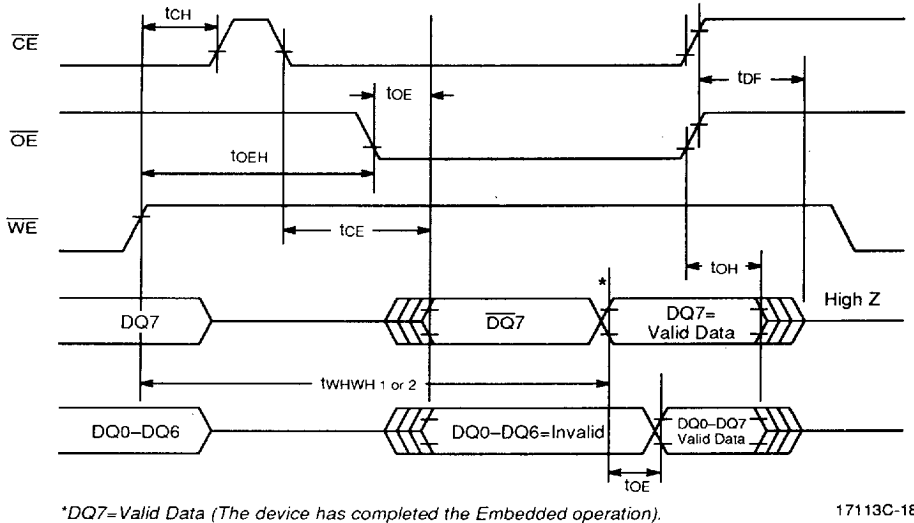 tCH
CE
tDF
tOE
OE
tOEH
WE
tCE
tOH
*
High Z
DQ7
DQ7
DQ7=
Valid Data
tWHWH 1 or 2
DQ0–DQ6
DQ0–DQ6=Invalid
DQ0–DQ7
Valid Data
tOE
*DQ7=Valid Data (The device has completed the Embedded operation).
17113C-18